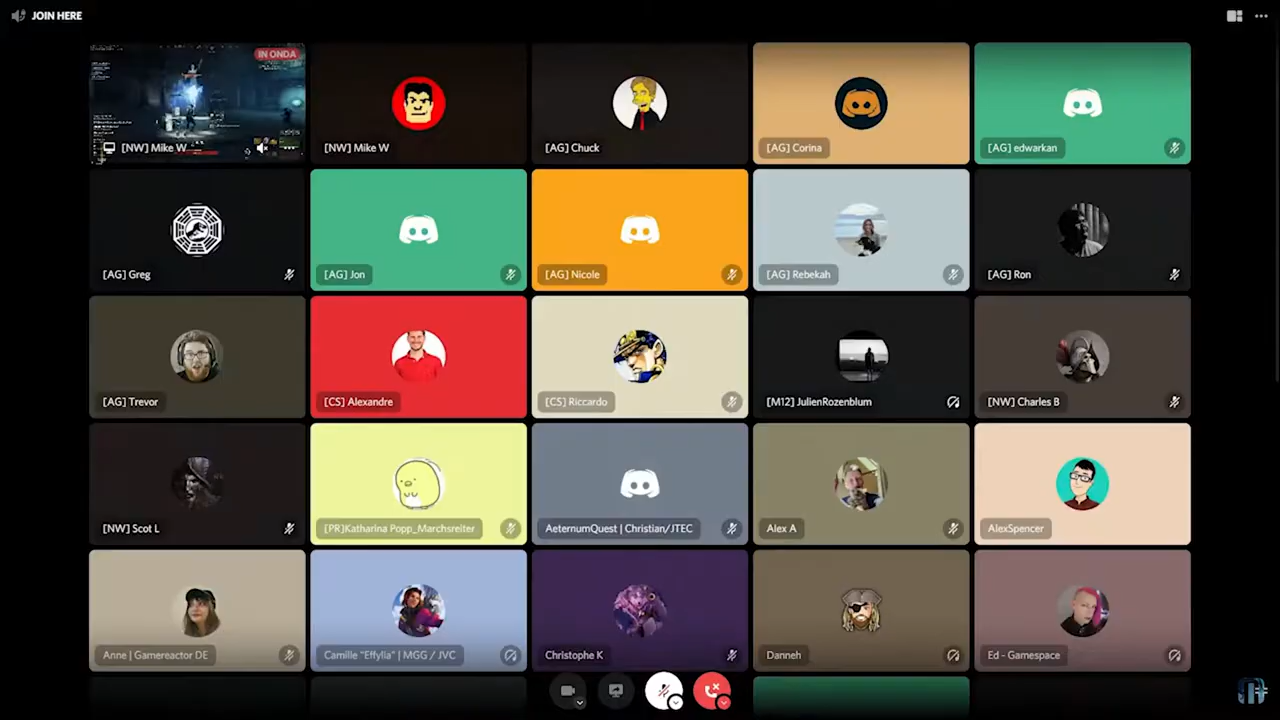 JOIN HERE
IN ONDA
[NW] Mike W
[NW] Mike W
[AG] Chuck
[AG] Corina
[AG] edwarkan
[AG] Greg
[AG] Jon
[AG] Nicole
[AG] Rebekah
[AG] Ron
[AG] Trevor
[CS] Alexandre
[CS] Riccardo
[M12] JulienRozenblum
[NW] Charles B
[NW] Scot L
[PR]Katharina Popp_Marchsreiter
AeternumQuest | Christian/JTEC
Alex A
AlexSpencer
Anne | Gamereactor DE
Camille "Effylia" | MGG / JVC
Christophe K
Danneh
Ed - Gamespace